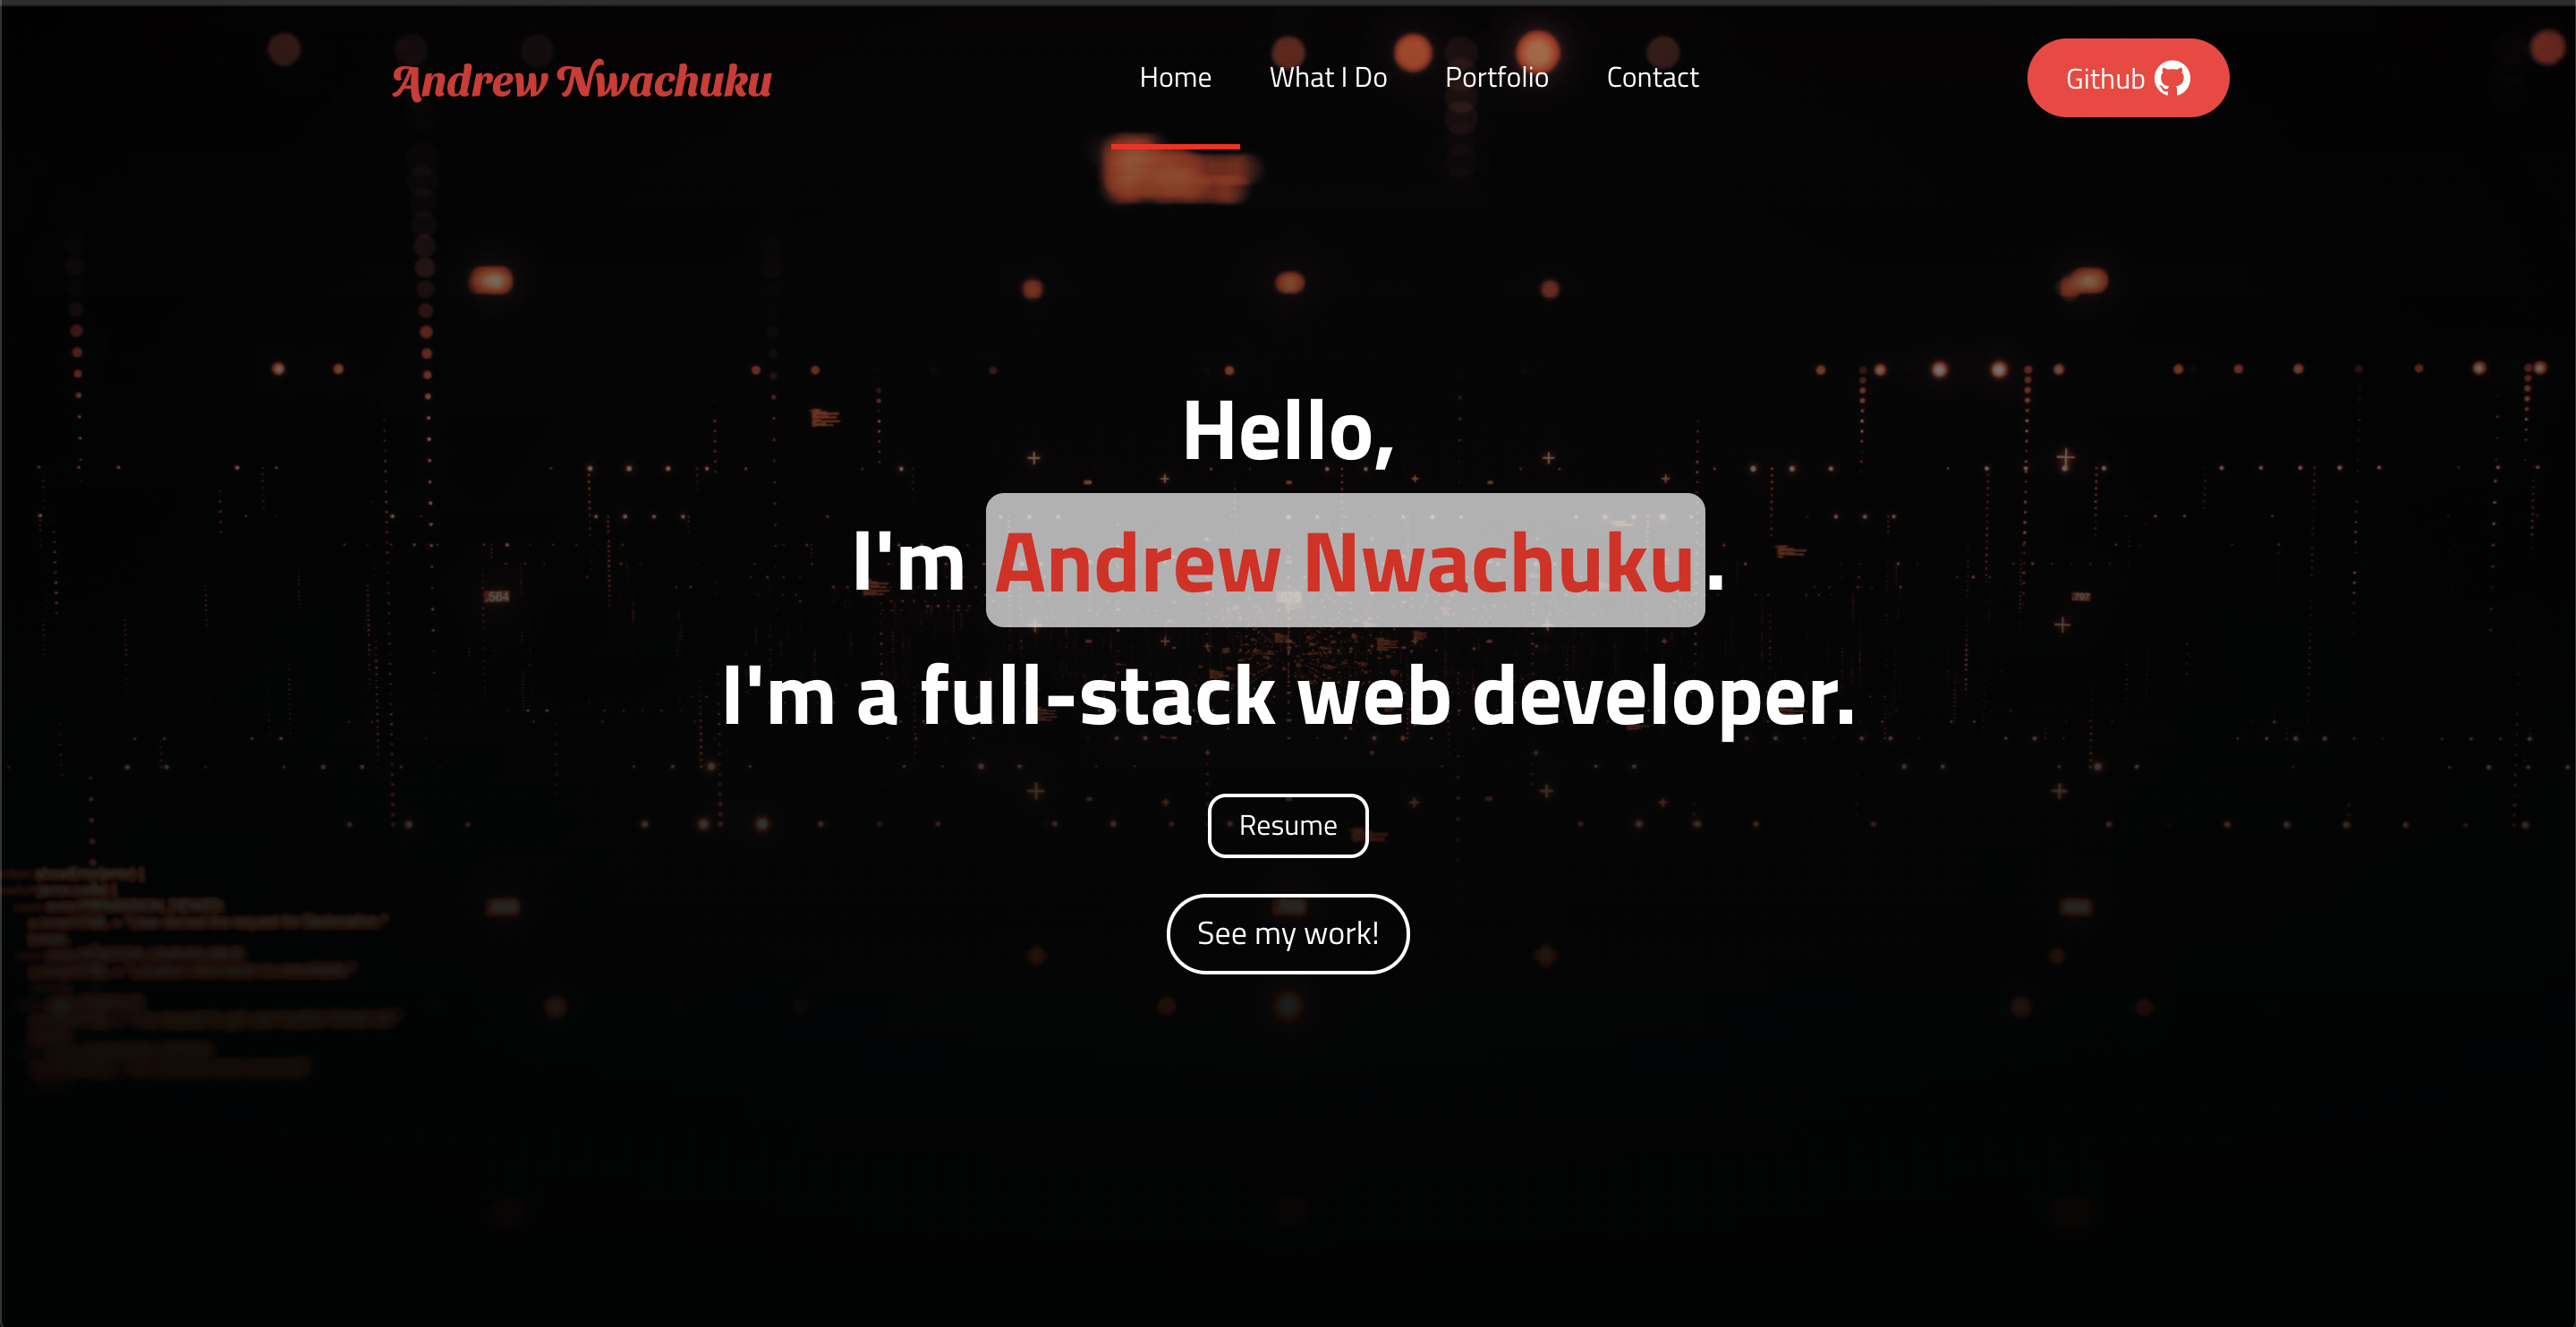 Andrew Nwachuku
Home What I Do Portfolio Contact
Github
Hello,
I'm Andrew Nwachuku.
I'm a full-stack web developer.
Resume
See my work!
.564